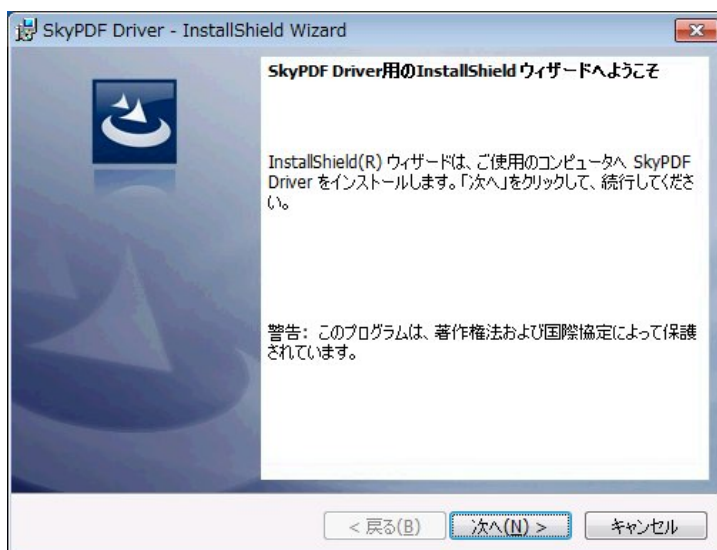 SkyPDF Driver - InstallShield Wizard
SkyPDF Driver用のInstallShield ウィザードへようこそ
InstallShield(R) ウィザードは、ご使用のコンピュータへ SkyPDF
Driver をインストールします。「次へ」をクリックして、続行してくださ
い。
警告: このプログラムは、著作権法および国際協定によって保護
されています。
< 戻る(B)
次へ(N) >
キャンセル